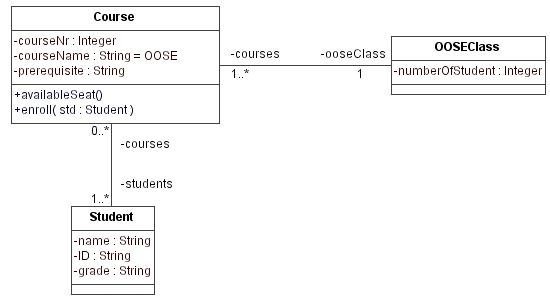 Course
-courseNr : Integer
-courseName : String = OOSE
-prerequisite : String
+availableSeat()
+enroll( std : Student )
-courses
1..*
-ooseClass
1
OOSEClass
-numberOfStudent : Integer
0..*
-courses
-students
1..*
Student
-name : String
-ID : String
-grade : String